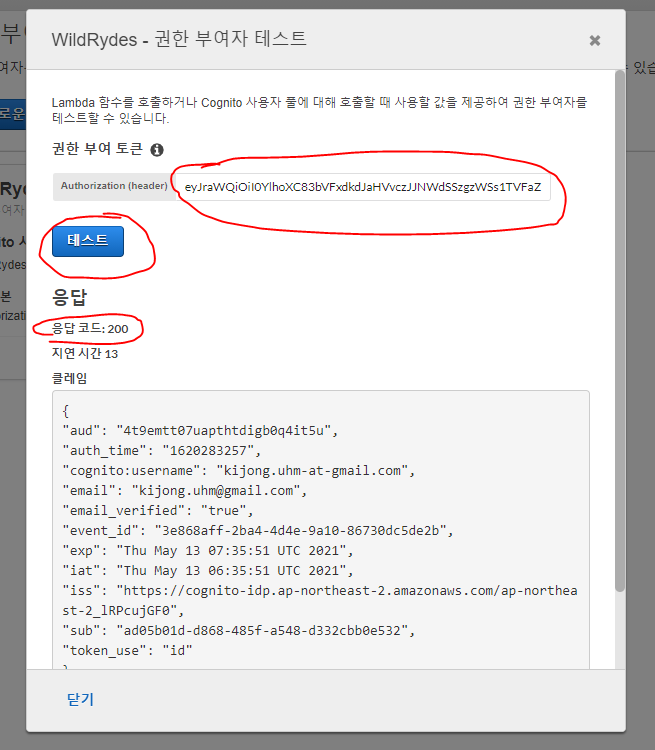 WildRydes - 권한 부여자 테스트
Lambda 함수를 호출하거나 Cognito 사용자 풀에 대해 호출할 때 사용할 값을 제공하여 권한 부여자를
테스트할 수 있습니다.
권한 부여 토큰
Authorization (header)
테스트
응답
응답 코드: 200
지연 시간 13
클레임
{
"aud": "4t9emtt07uapthtdigb0q4it5u",
"auth_time": "1620283257",
"cognito:username": "kijong.uhm-at-gmail.com",
"email": "kijong.uhm@gmail.com",
"email_verified": "true",
"event_id": "3e868aff-2ba4-4d4e-9a10-86730dc5de2b",
"exp": "Thu May 13 07:35:51 UTC 2021",
"iat": "Thu May 13 06:35:51 UTC 2021",
"iss": "https://cognito-idp.ap-northeast-2.amazonaws.com/ap-northea
st-2_lRPcujGF0",
"sub": "ad05b01d-d868-485f-a548-d332cbb0e532",
"token_use": "id"
닫기